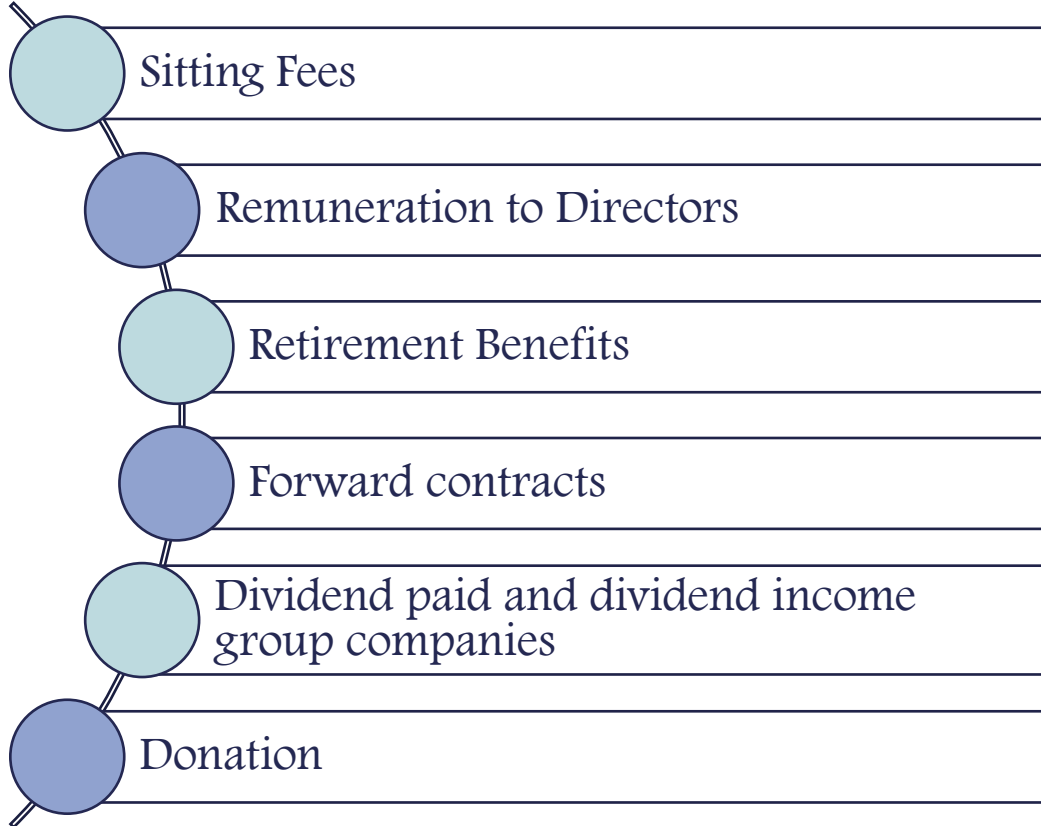 Sitting Fees
Remuneration to Directors
Retirement Benefits
Forward contracts
Dividend paid and dividend income
group companies
Donation